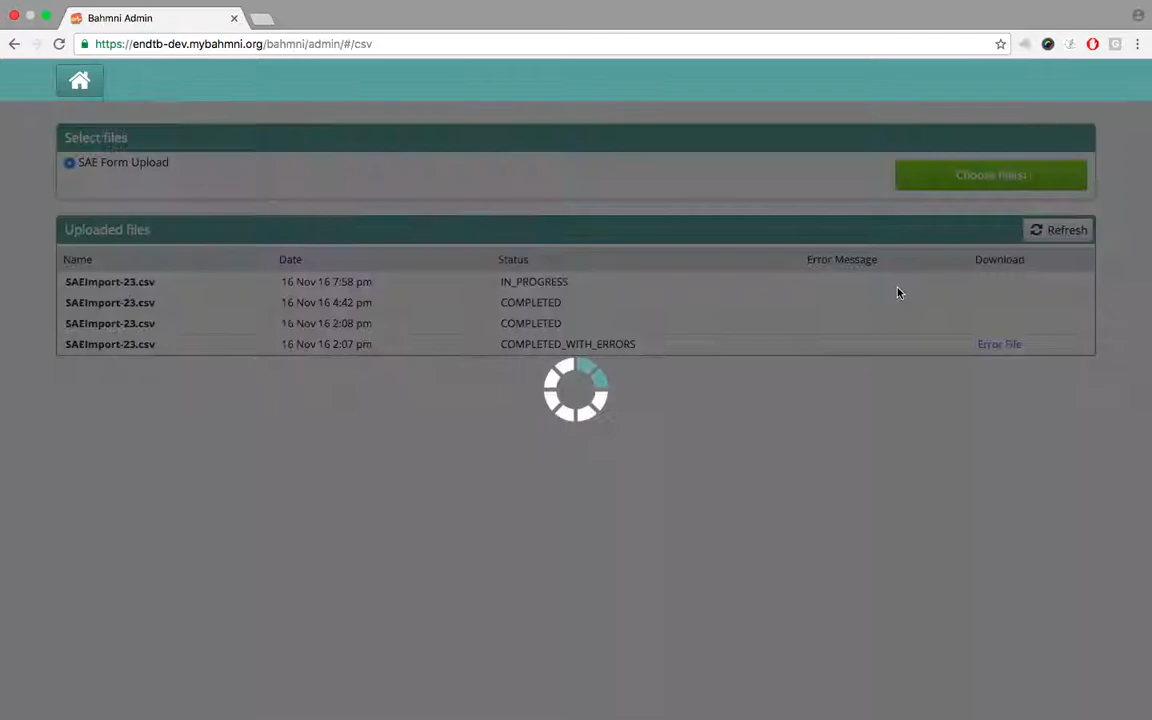 Bahmni Admin
https://endtb-dev.mybahmni.org/bahmni/admin/#/csv
Select files
SAE Form Upload
Choose files:
Uploaded files
Refresh
Name Date Status Error Message Download
SAEImport-23.csv 16 Nov 16 7:58 pm IN_PROGRESS
SAEImport-23.csv 16 Nov 16 4:42 pm COMPLETED
SAEImport-23.csv 16 Nov 16 2:08 pm COMPLETED
SAEImport-23.csv 16 Nov 16 2:07 pm COMPLETED_WITH_ERRORS Error File